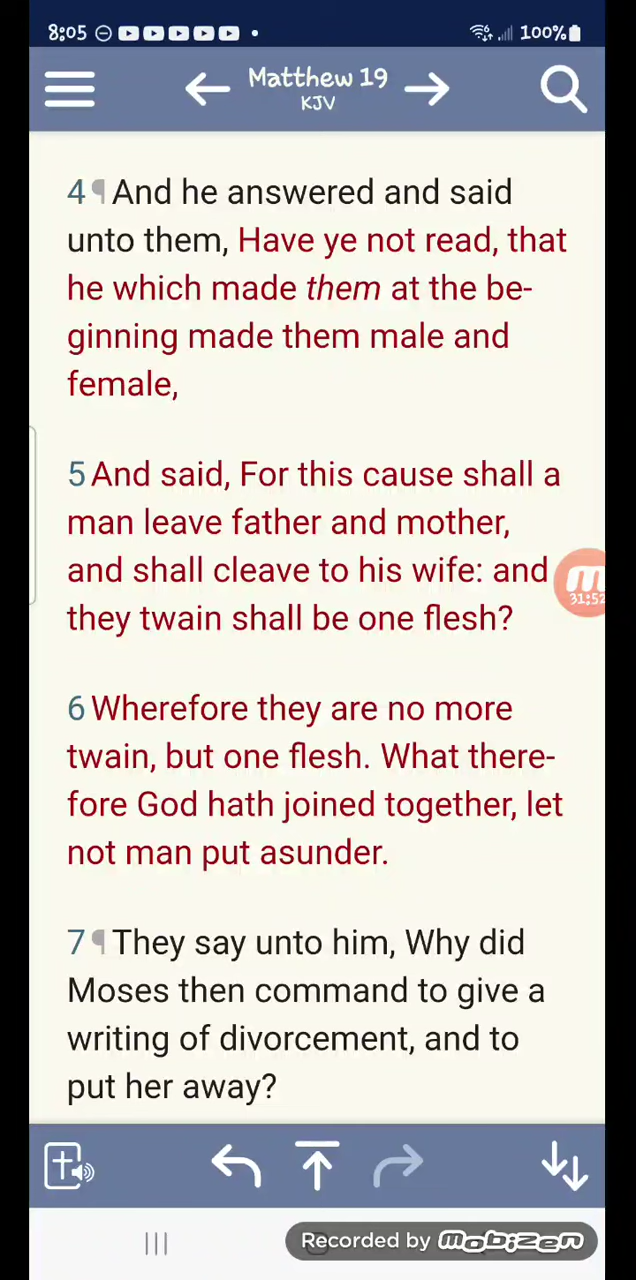 8:05 100%
Matthew 19
KJV
4 ¶ And he answered and said
unto them, Have ye not read, that
he which made them at the be-
ginning made them male and
female,
5 And said, For this cause shall a
man leave father and mother,
and shall cleave to his wife: and
they twain shall be one flesh?
6 Wherefore they are no more
twain, but one flesh. What there-
fore God hath joined together, let
not man put asunder.
7 ¶ They say unto him, Why did
Moses then command to give a
writing of divorcement, and to
put her away?
31:52
Recorded by mobizen